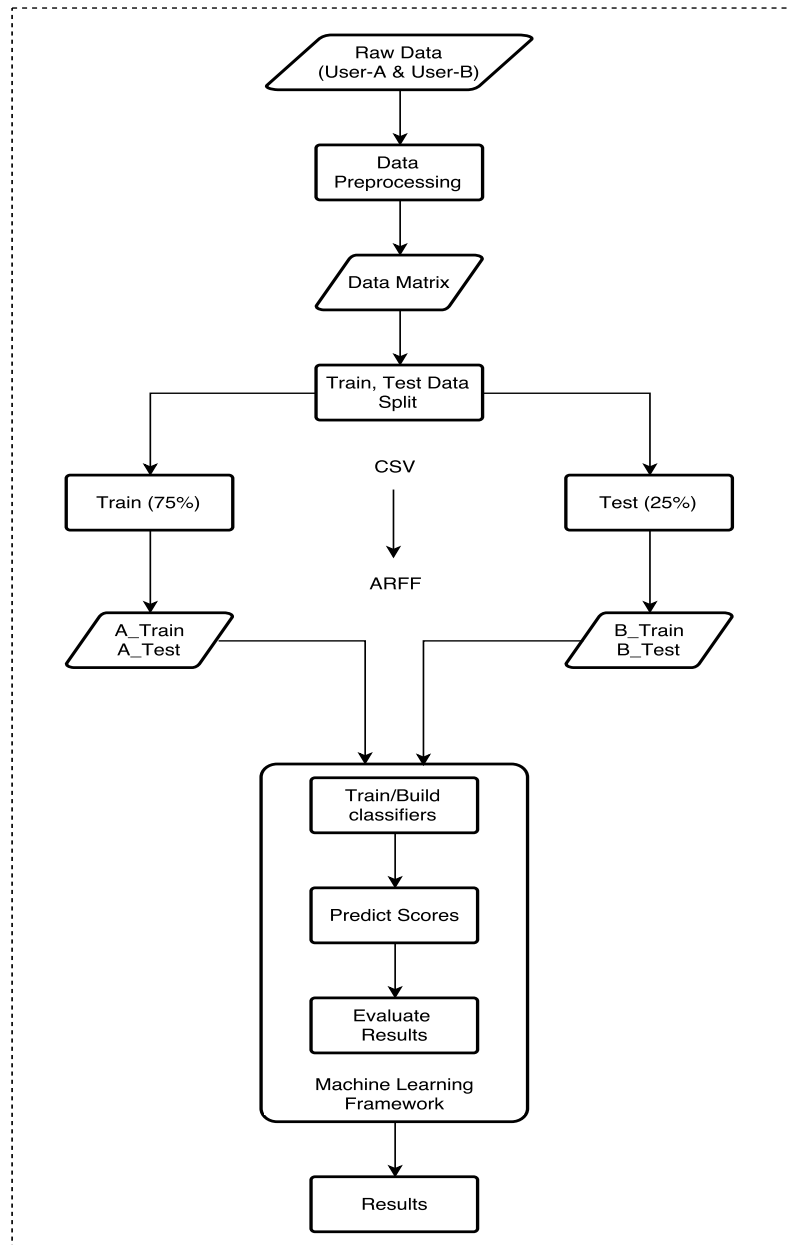 Raw Data
(User-A & User-B)
Data
Preprocessing
Data Matrix
Train, Test Data
Split
CSV
Train (75%)
Test (25%)
ARFF
A_Train
A_Test
B_Train
B_Test
Train/Build
classifiers
Predict Scores
Evaluate
Results
Machine Learning
Framework
Results